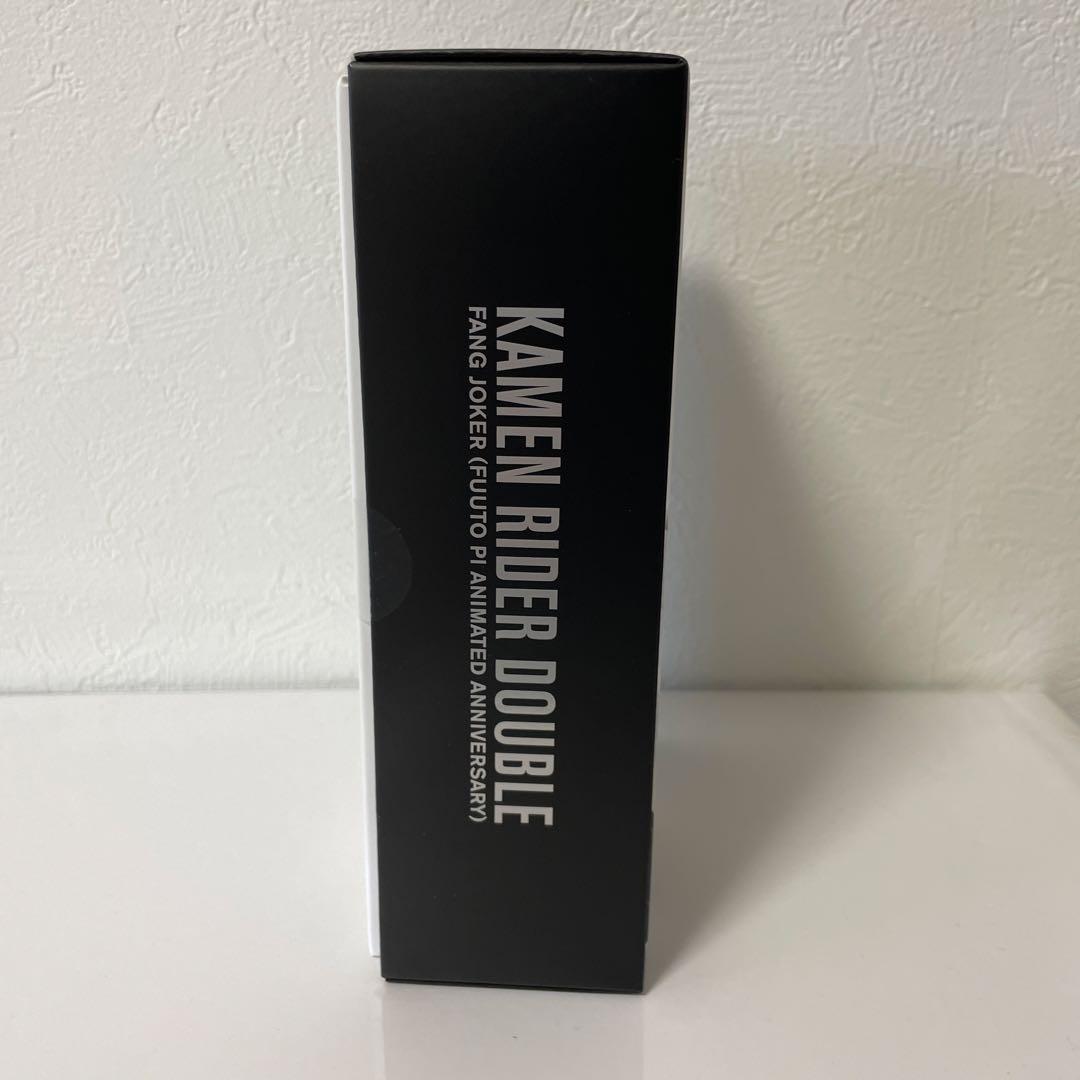 KAMEN RIDER DOUBLE
FANG JOKER (FUUTO PI ANIMATED ANNIVERSARY)